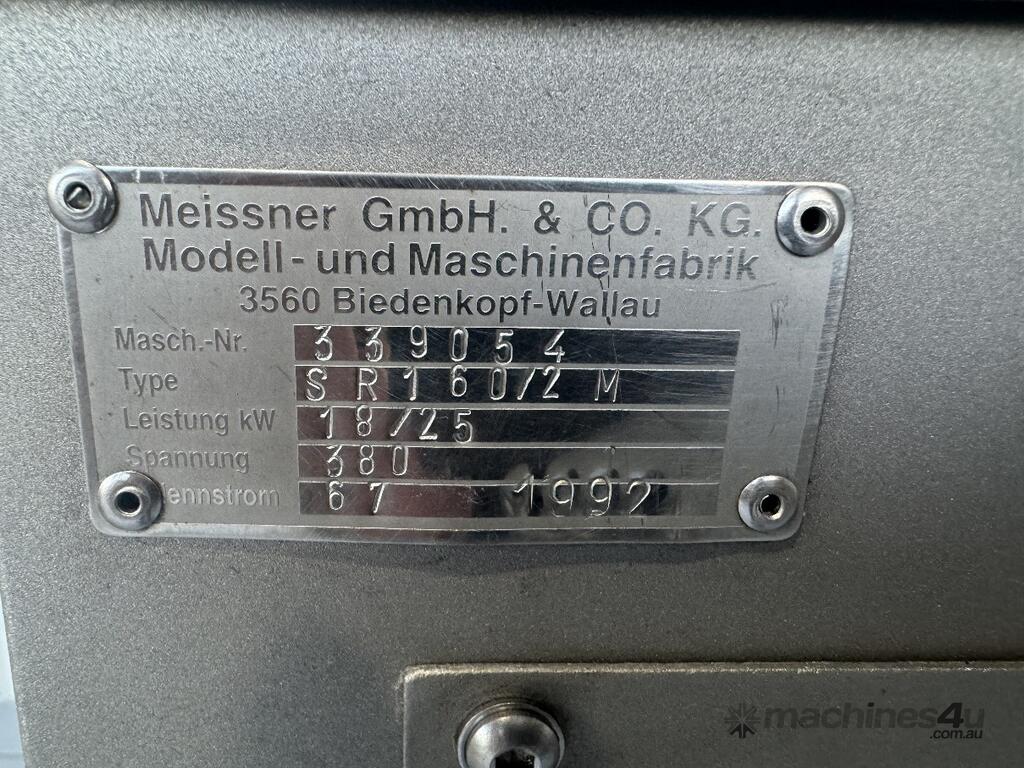 Meissner GmbH. & CO. KG.
Modell - und Maschinenfabrik
3560 Biedenkopf-Wallau
Masch.-Nr. 339054
Type SR160/2 M
Leistung kW 18/25
Spannung 380
ennstrom 67 1992
machines4u
.com.au